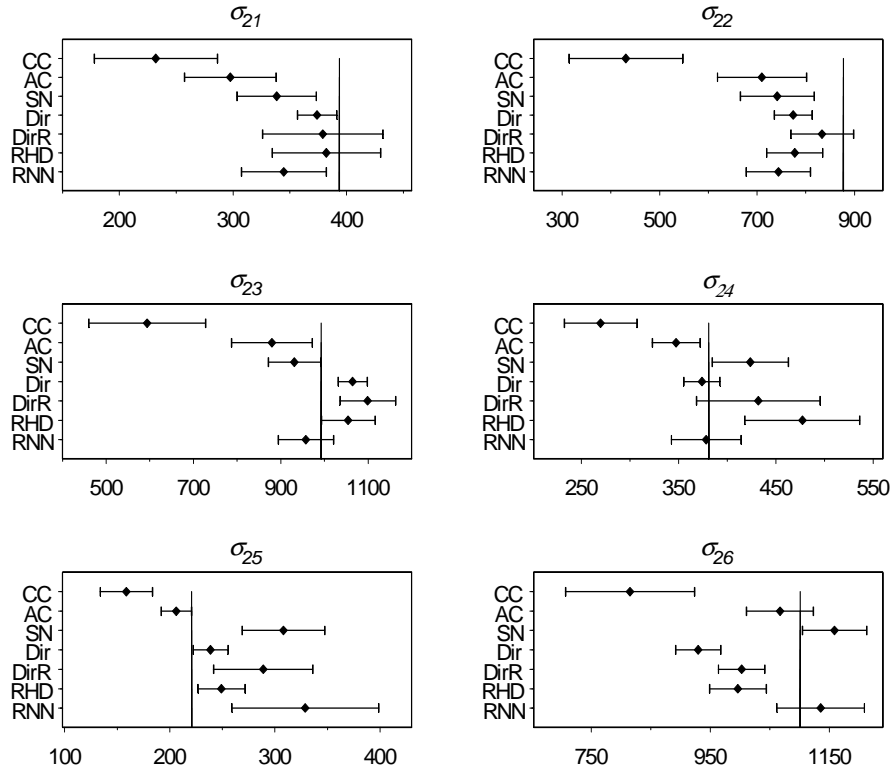 σ21
CC
AC
SN
Dir
DirR
RHD
RNN
200 300 400
σ22
CC
AC
SN
Dir
DirR
RHD
RNN
300 500 700 900
σ23
CC
AC
SN
Dir
DirR
RHD
RNN
500 700 900 1100
σ24
CC
AC
SN
Dir
DirR
RHD
RNN
250 350 450 550
σ25
CC
AC
SN
Dir
DirR
RHD
RNN
100 200 300 400
σ26
CC
AC
SN
Dir
DirR
RHD
RNN
750 950 1150